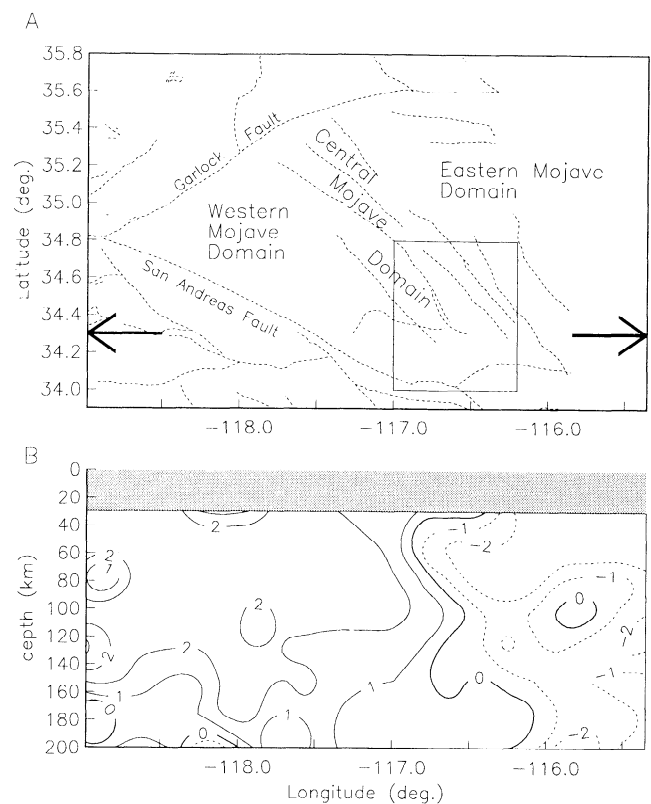 A
35.8
35.6
35.4
35.2
35.0
34.8
34.6
34.4
34.2
34.0
Latitude (deg.)
Garlock Fault
Central
Mojave
Domain
Eastern Mojave
Domain
Western
Mojave
Domain
San Andreas Fault
-118.0 -117.0 -116.0
B
0
20
40
60
80
100
120
140
160
180
200
cepth (km)
2
-1
-2
2
1
-1
2
0
2
2
-2
1
1
0
-1
0
1
0
-2
-118.0 -117.0 -116.0
Longitude (deg.)